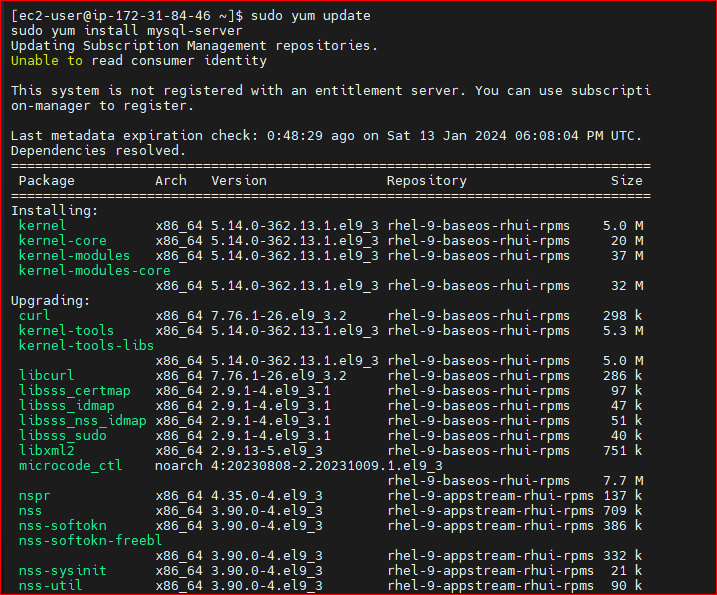 [ec2-user@ip-172-31-84-46 ~]$ sudo yum update
sudo yum install mysql-server
Updating Subscription Management repositories.
Unable to read consumer identity

This system is not registered with an entitlement server. You can use subscripti
on-manager to register.

Last metadata expiration check: 0:48:29 ago on Sat 13 Jan 2024 06:08:04 PM UTC.
Dependencies resolved.
================================================================================
 Package          Arch   Version               Repository                  Size
================================================================================
Installing:
 kernel           x86_64 5.14.0-362.13.1.el9_3 rhel-9-baseos-rhui-rpms    5.0 M
 kernel-core      x86_64 5.14.0-362.13.1.el9_3 rhel-9-baseos-rhui-rpms     20 M
 kernel-modules   x86_64 5.14.0-362.13.1.el9_3 rhel-9-baseos-rhui-rpms     37 M
 kernel-modules-core
                  x86_64 5.14.0-362.13.1.el9_3 rhel-9-baseos-rhui-rpms     32 M
Upgrading:
 curl             x86_64 7.76.1-26.el9_3.2     rhel-9-baseos-rhui-rpms    298 k
 kernel-tools     x86_64 5.14.0-362.13.1.el9_3 rhel-9-baseos-rhui-rpms    5.3 M
 kernel-tools-libs
                  x86_64 5.14.0-362.13.1.el9_3 rhel-9-baseos-rhui-rpms    5.0 M
 libcurl          x86_64 7.76.1-26.el9_3.2     rhel-9-baseos-rhui-rpms    286 k
 libsss_certmap   x86_64 2.9.1-4.el9_3.1       rhel-9-baseos-rhui-rpms     97 k
 libsss_idmap     x86_64 2.9.1-4.el9_3.1       rhel-9-baseos-rhui-rpms     47 k
 libsss_nss_idmap x86_64 2.9.1-4.el9_3.1       rhel-9-baseos-rhui-rpms     51 k
 libsss_sudo      x86_64 2.9.1-4.el9_3.1       rhel-9-baseos-rhui-rpms     40 k
 libxml2          x86_64 2.9.13-5.el9_3        rhel-9-baseos-rhui-rpms    751 k
 microcode_ctl    noarch 4:20230808-2.20231009.1.el9_3
                                               rhel-9-baseos-rhui-rpms    7.7 M
 nspr             x86_64 4.35.0-4.el9_3        rhel-9-appstream-rhui-rpms 137 k
 nss              x86_64 3.90.0-4.el9_3        rhel-9-appstream-rhui-rpms 709 k
 nss-softokn      x86_64 3.90.0-4.el9_3        rhel-9-appstream-rhui-rpms 386 k
 nss-softokn-freebl
                  x86_64 3.90.0-4.el9_3        rhel-9-appstream-rhui-rpms 332 k
 nss-sysinit      x86_64 3.90.0-4.el9_3        rhel-9-appstream-rhui-rpms  21 k
 nss-util         x86_64 3.90.0-4.el9_3        rhel-9-appstream-rhui-rpms  90 k